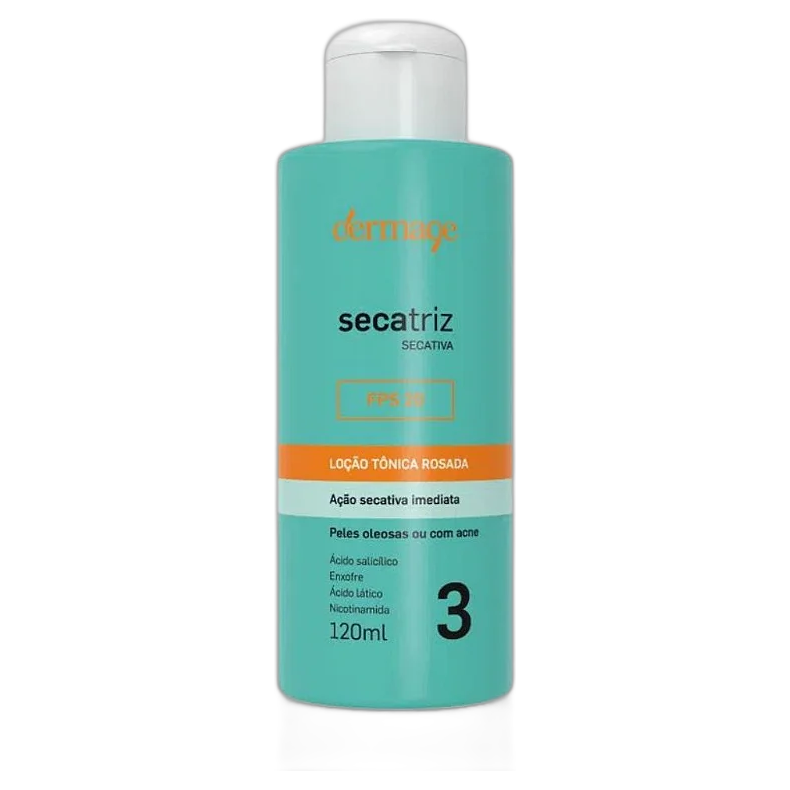 dermage
secatriz
SECATIVA
FPS
LOÇÃO TÔNICA ROSADA
Ação secativa imediata
Peles oleosas ou com acne
Ácido salicílico
Enxofre
Ácido lático
Nicotinamida
120ml
3